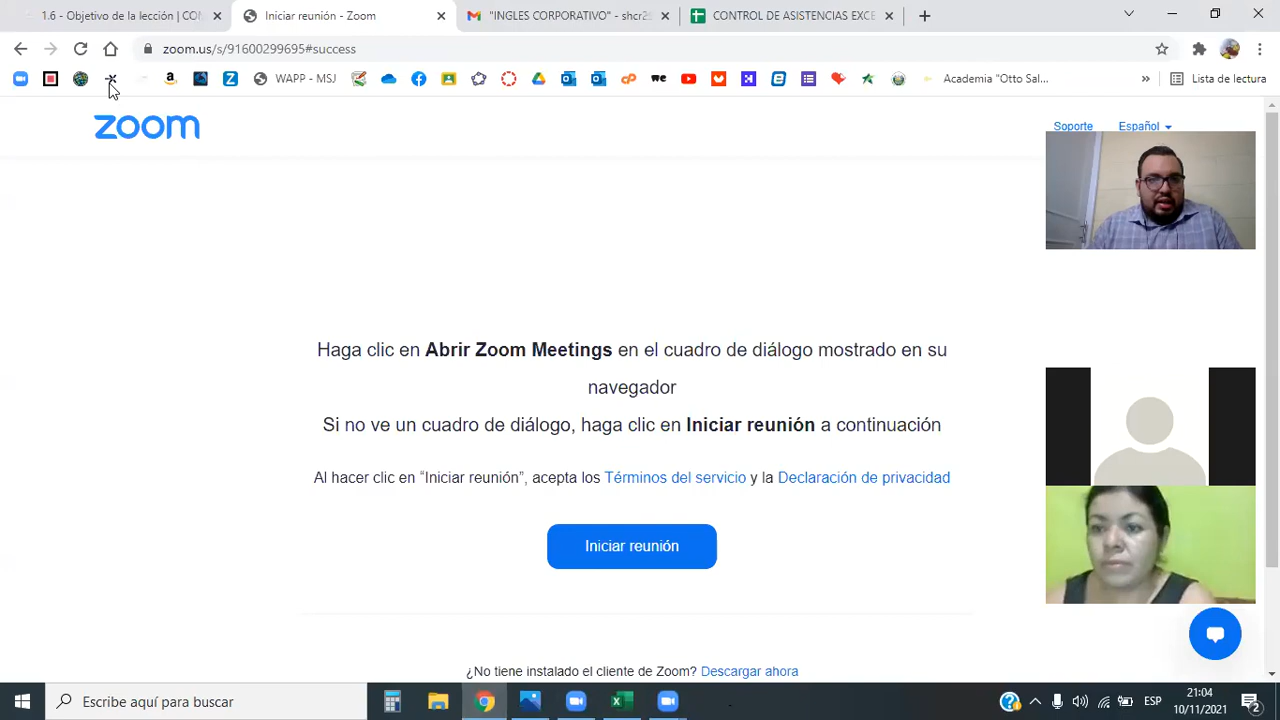 1.6 - Objetivo de la lección | CON
Iniciar reunión - Zoom
"INGLES CORPORATIVO" - shcr2
CONTROL DE ASISTENCIAS EXCE
zoom.us/s/91600299695#success
WAPP - MSJ
Academia "Otto Sal...
»
Lista de lectura
zoom
Soporte
Español
Haga clic en Abrir Zoom Meetings en el cuadro de diálogo mostrado en su
navegador
Si no ve un cuadro de diálogo, haga clic en Iniciar reunión a continuación
Al hacer clic en “Iniciar reunión”, acepta los Términos del servicio y la Declaración de privacidad
Iniciar reunión
¿No tiene instalado el cliente de Zoom? Descargar ahora
Escribe aquí para buscar
ESP
21:04
10/11/2021
2